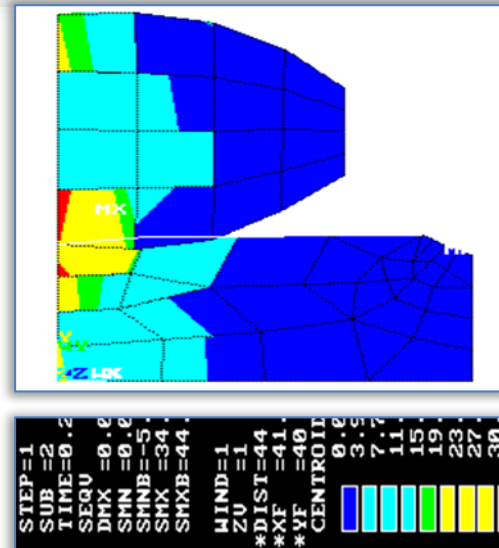 MX
STEP=1
SUB =2
TIME=0.2
SEQV
DMX =0.0
SMN =0.0
SMNB=-5.
SMX =34.
SMXB=44.
WIND=1
ZV =1
*DIST=44
*XF =41.
*YF =40
CENTROID
0.0
3.9
7.7
11.
15.
19.
23
27
30.